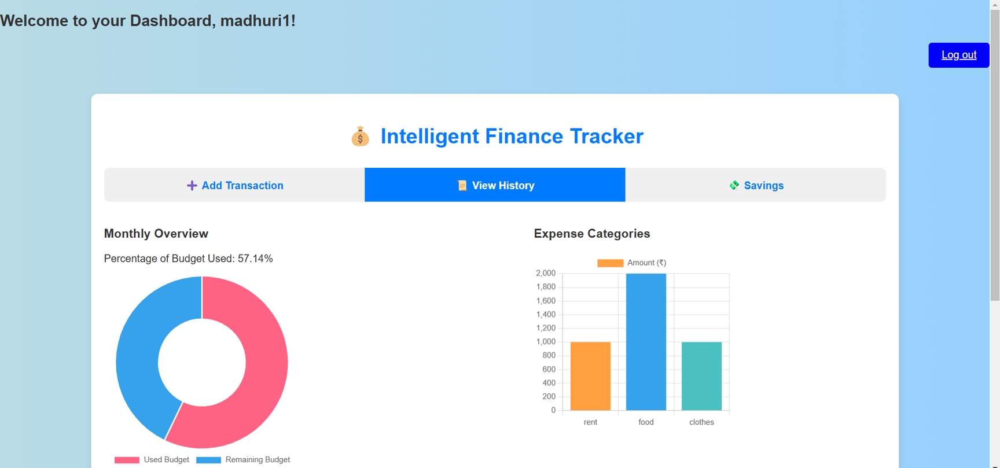 Welcome to your Dashboard, madhuri1!
Log out
💰 Intelligent Finance Tracker
➕ Add Transaction
📜 View History
💸 Savings
Monthly Overview
Percentage of Budget Used: 57.14%
Used Budget
Remaining Budget
Expense Categories
Amount (₹)
2,000
1,800
1,600
1,400
1,200
1,000
800
600
400
200
0
rent
food
clothes